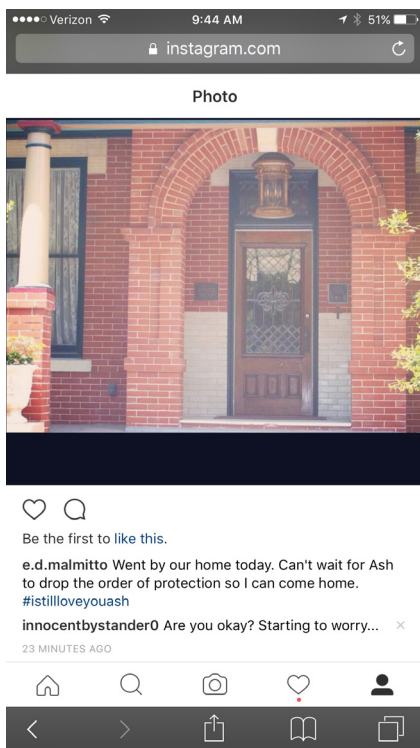 Verizon 9:44 AM 51%
instagram.com
Photo
Be the first to like this.
e.d.malmitto Went by our home today. Can't wait for Ash
to drop the order of protection so I can come home.
#istillloveyouash
innocentbystander0 Are you okay? Starting to worry... ×
23 MINUTES AGO